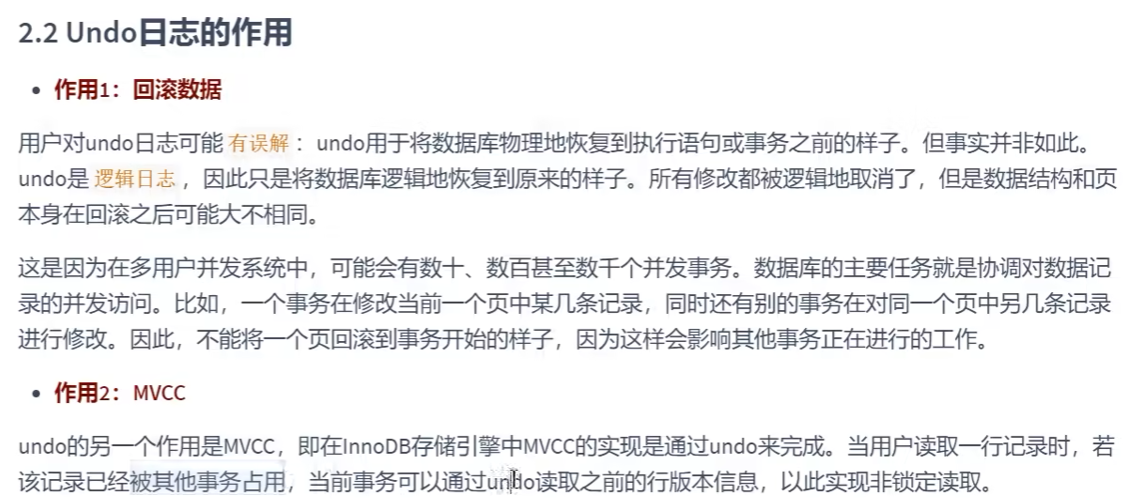 2.2 Undo日志的作用
• 作用1：回滚数据
用户对undo日志可能 有误解 ：undo用于将数据库物理地恢复到执行语句或事务之前的样子。但事实并非如此。
undo是 逻辑日志 ，因此只是将数据库逻辑地恢复到原来的样子。所有修改都被逻辑地取消了，但是数据结构和页
本身在回滚之后可能大不相同。
这是因为在多用户并发系统中，可能会有数十、数百甚至数千个并发事务。数据库的主要任务就是协调对数据记
录的并发访问。比如，一个事务在修改当前一个页中某几条记录，同时还有别的事务在对同一个页中另几条记录
进行修改。因此，不能将一个页回滚到事务开始的样子，因为这样会影响其他事务正在进行的工作。
• 作用2：MVCC
undo的另一个作用是MVCC，即在InnoDB存储引擎中MVCC的实现是通过undo来完成。当用户读取一行记录时，若
该记录已经被其他事务占用，当前事务可以通过undo读取之前的行版本信息，以此实现非锁定读取。